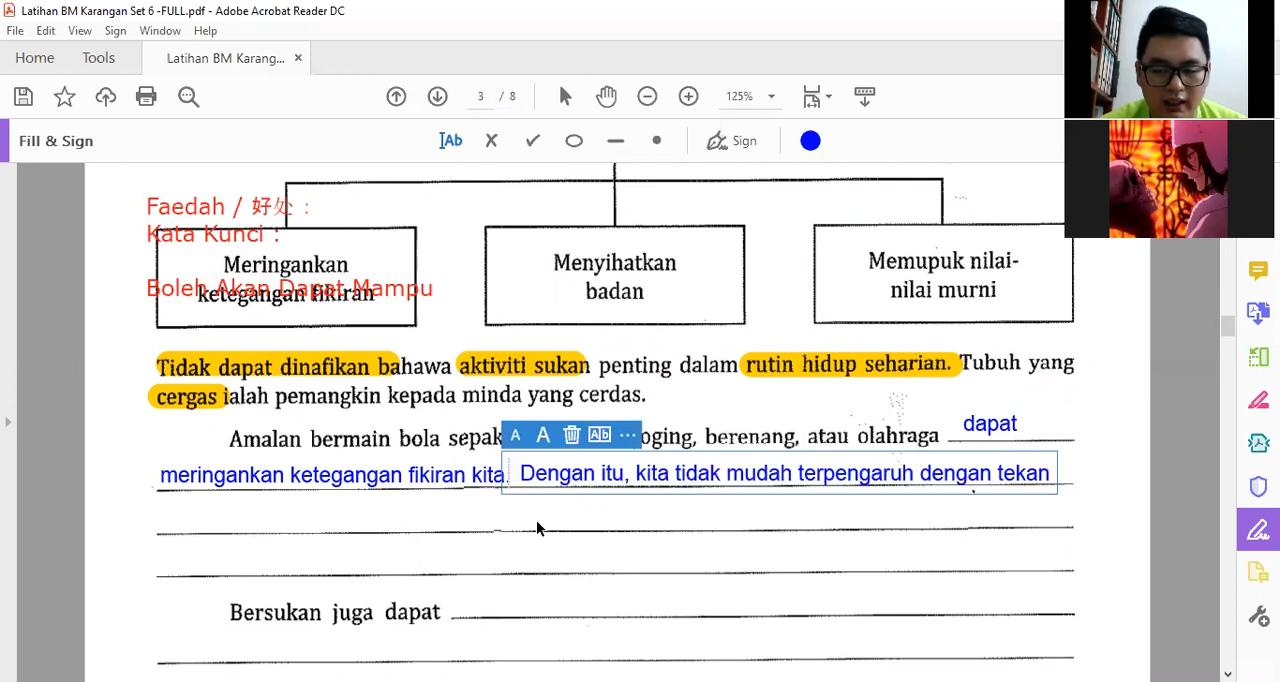 Latihan BM Karangan Set 6 -FULL.pdf - Adobe Acrobat Reader DC
File Edit View Sign Window Help
Home Tools Latihan BM Karang... ×
3 / 8 125%
Fill & Sign Ab Sign
Faedah / 好处 :
Kata Kunci :
Boleh Akan Dapat Mampu
Meringankan
ketegangan fikiran
Menyihatkan
badan
Memupuk nilai-
nilai murni
Tidak dapat dinafikan bahawa aktiviti sukan penting dalam rutin hidup seharian. Tubuh yang
cergas ialah pemangkin kepada minda yang cerdas.
A A Ab ...
Amalan bermain bola sepak oging, berenang, atau olahraga dapat
meringankan ketegangan fikiran kita. Dengan itu, kita tidak mudah terpengaruh dengan tekan
Bersukan juga dapat